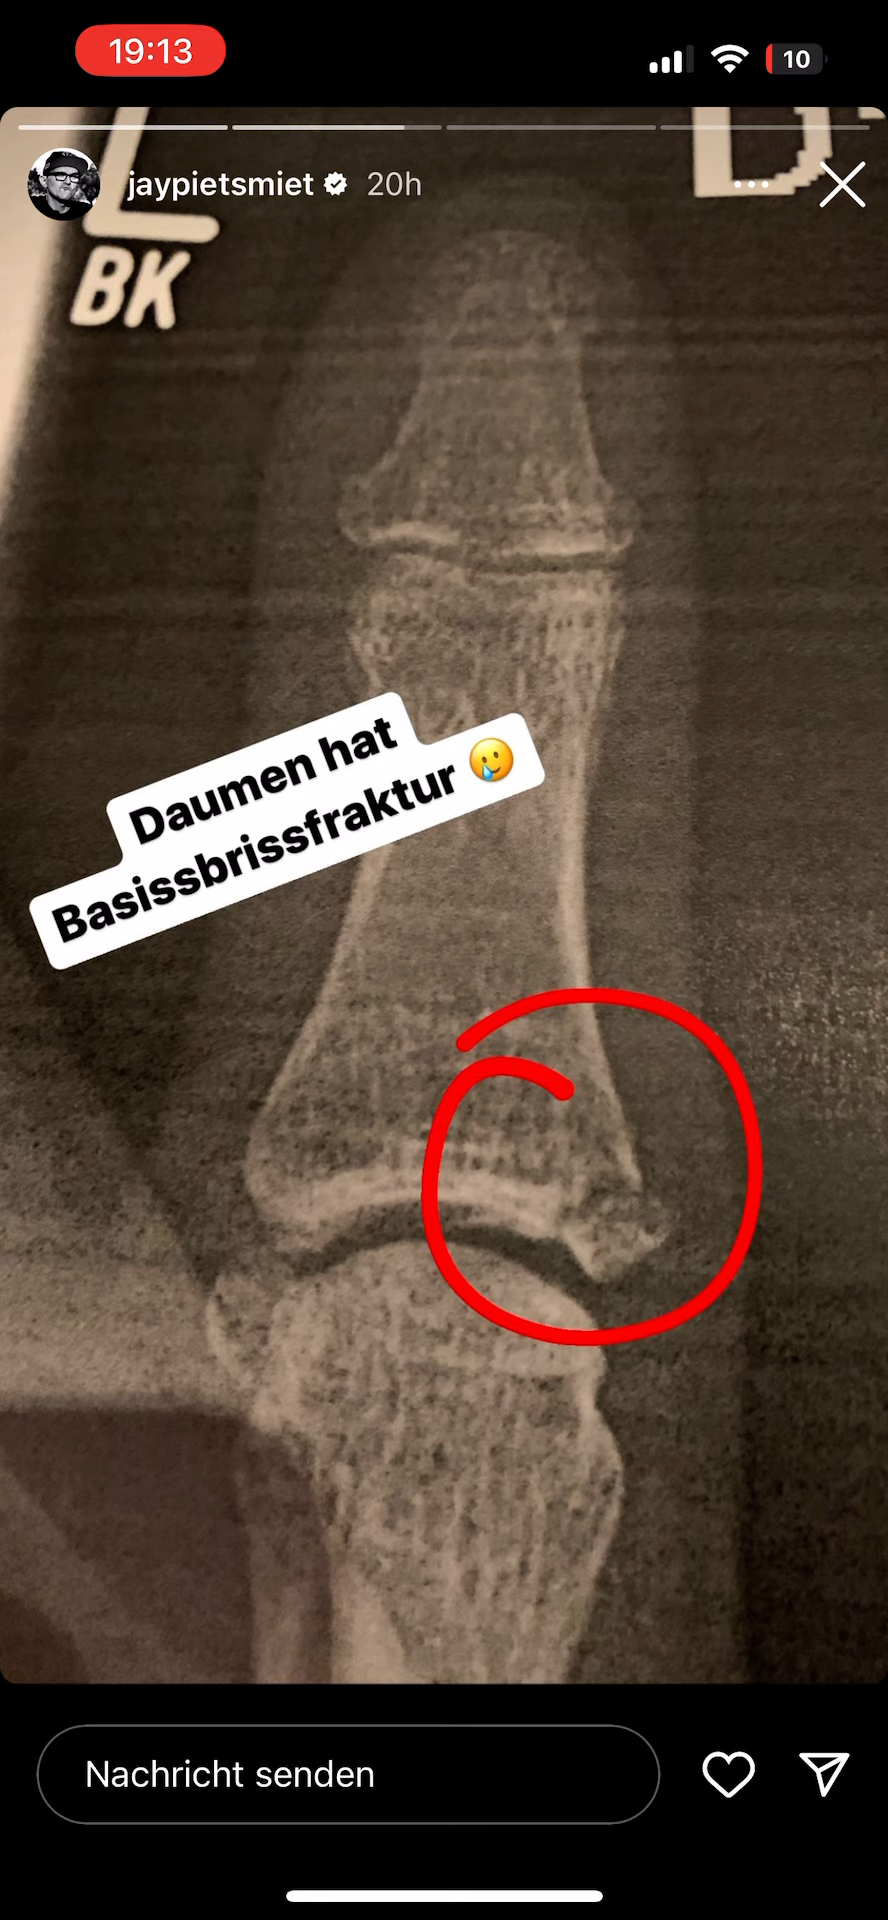 19:13
10
jaypietsmiet 20h
L
D
BK
Daumen hat
Basissbrissfraktur 🥲
Nachricht senden